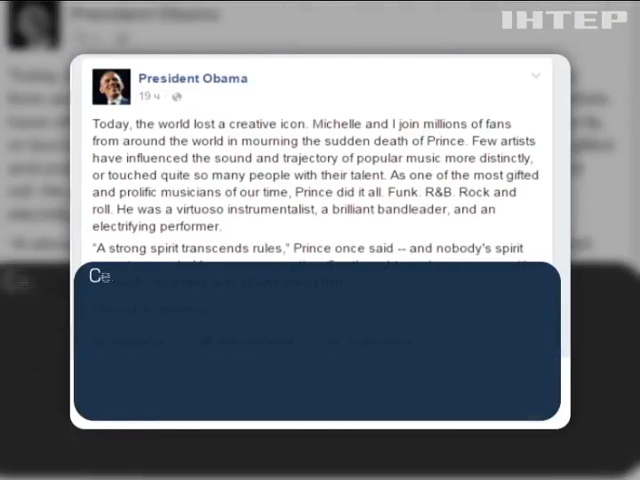 ІНТЕР
President Obama
19 ч
Today, the world lost a creative icon. Michelle and I join millions of fans
from around the world in mourning the sudden death of Prince. Few artists
have influenced the sound and trajectory of popular music more distinctly,
or touched quite so many people with their talent. As one of the most gifted
and prolific musicians of our time, Prince did it all. Funk. R&B. Rock and
roll. He was a virtuoso instrumentalist, a brilliant bandleader, and an
electrifying performer.
“A strong spirit transcends rules,” Prince once said -- and nobody's spirit